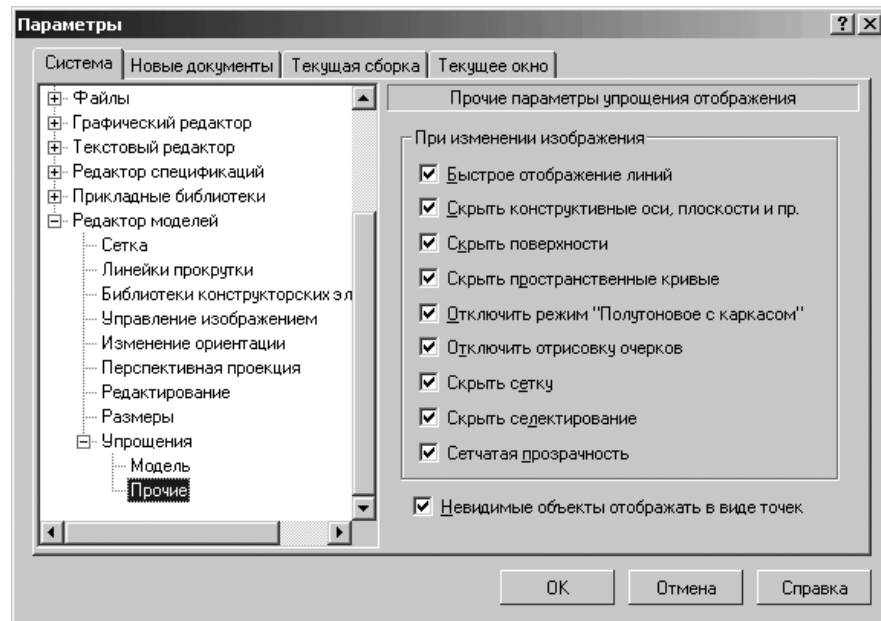 Параметры
Система
Новые документы
Текущая сборка
Текущее окно
Файлы
Графический редактор
Текстовый редактор
Редактор спецификаций
Прикладные библиотеки
Редактор моделей
Сетка
Линейки прокрутки
Библиотеки конструкторских эл
Управление изображением
Изменение ориентации
Перспективная проекция
Редактирование
Размеры
Упрощения
Модель
Прочие
Прочие параметры упрощения отображения
При изменении изображения
Быстрое отображение линий
Скрыть конструктивные оси, плоскости и пр.
Скрыть поверхности
Скрыть пространственные кривые
Отключить режим "Полутоновое с каркасом"
Отключить отрисовку очерков
Скрыть сетку
Скрыть селектирование
Сетчатая прозрачность
Невидимые объекты отображать в виде точек
OK
Отмена
Справка